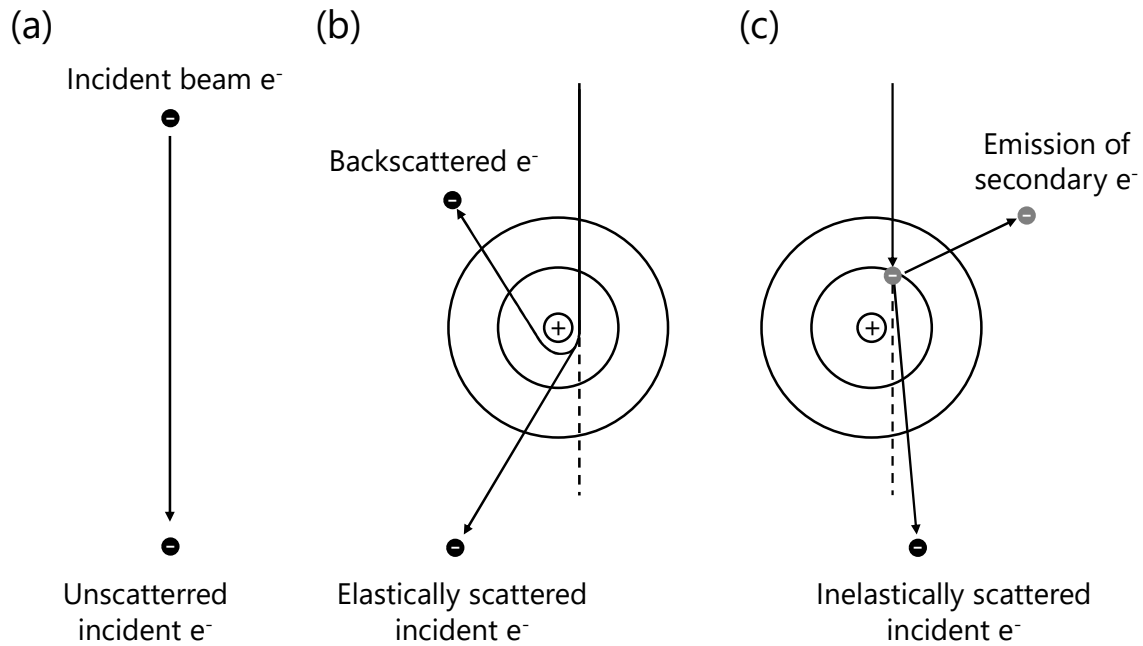 (a)
Incident beam e⁻
−
−
Unscatterred
incident e⁻
(b)
Backscattered e⁻
−
+
−
Elastically scattered
incident e⁻
(c)
Emission of
secondary e⁻
−
−
+
−
Inelastically scattered
incident e⁻